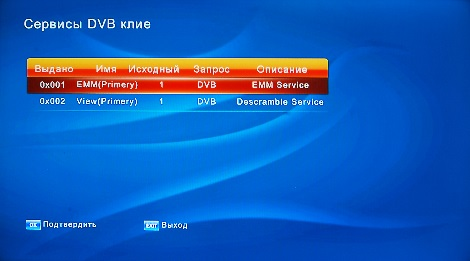 Сервисы DVB клие
Выдано Имя Исходный Запрос Описание
0x001 EMM(Primery) 1 DVB EMM Service
0x002 View(Primery) 1 DVB Descramble Service
OK Подтвердить EXIT Выход